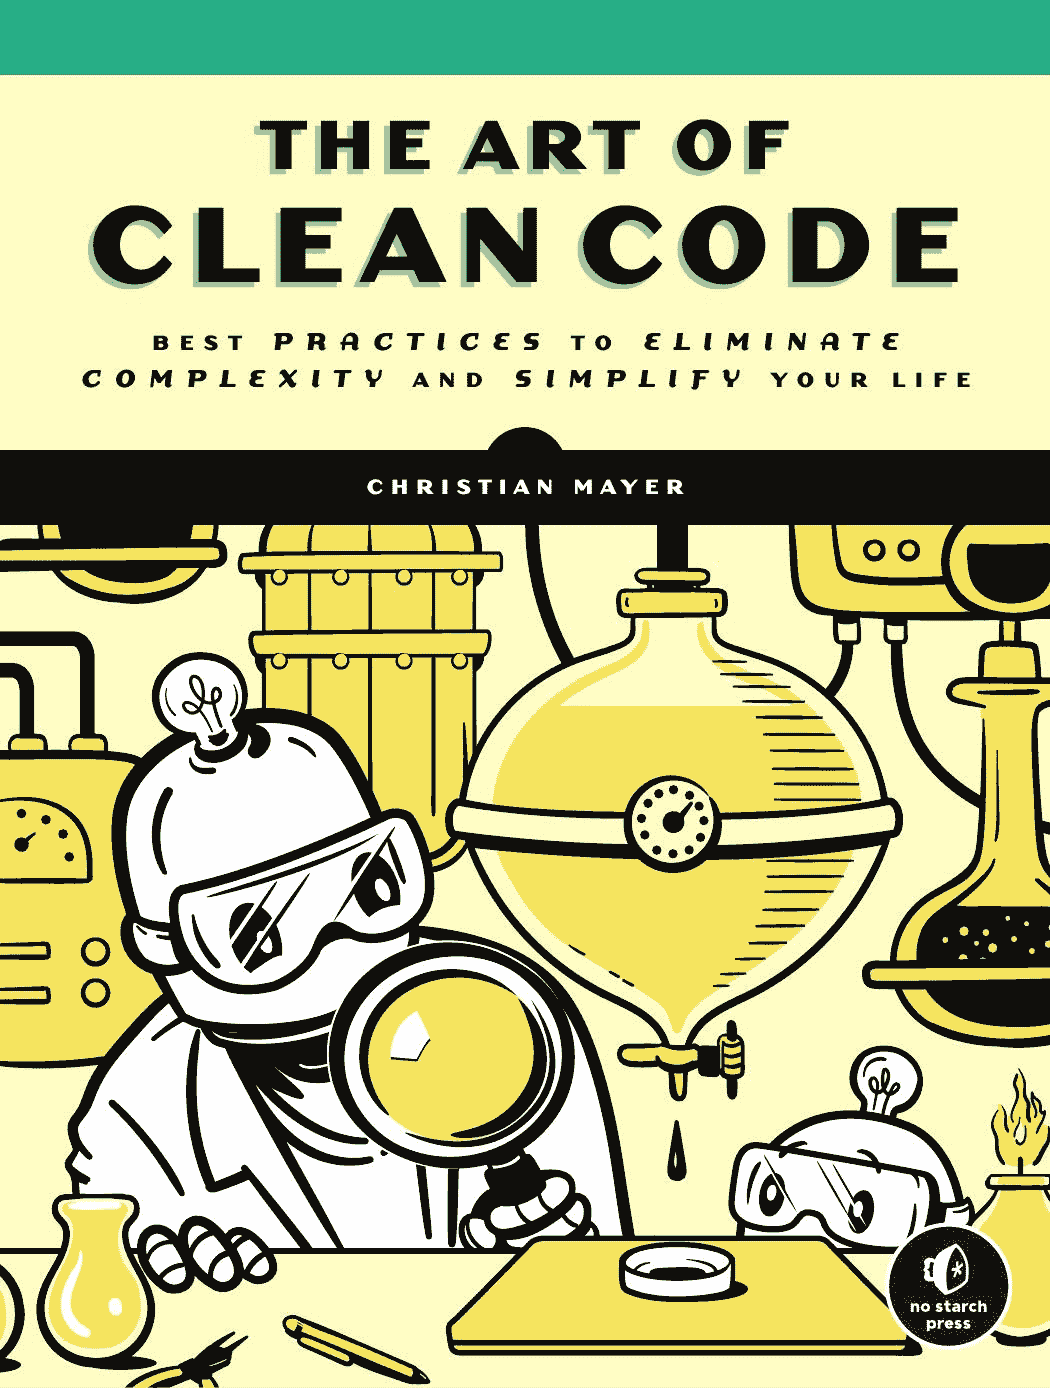 THE ART OF
CLEAN CODE
BEST PRACTICES TO ELIMINATE
COMPLEXITY AND SIMPLIFY YOUR LIFE
CHRISTIAN MAYER
no starch
press